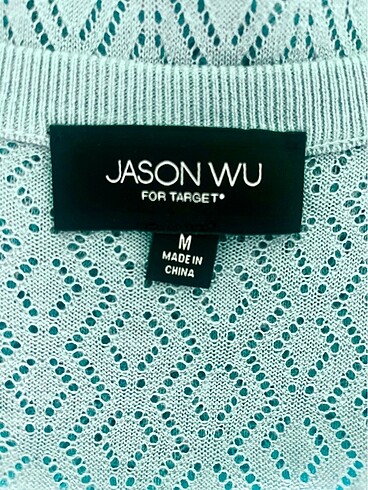 JASON WU
FOR TARGET®
M
MADE IN
CHINA